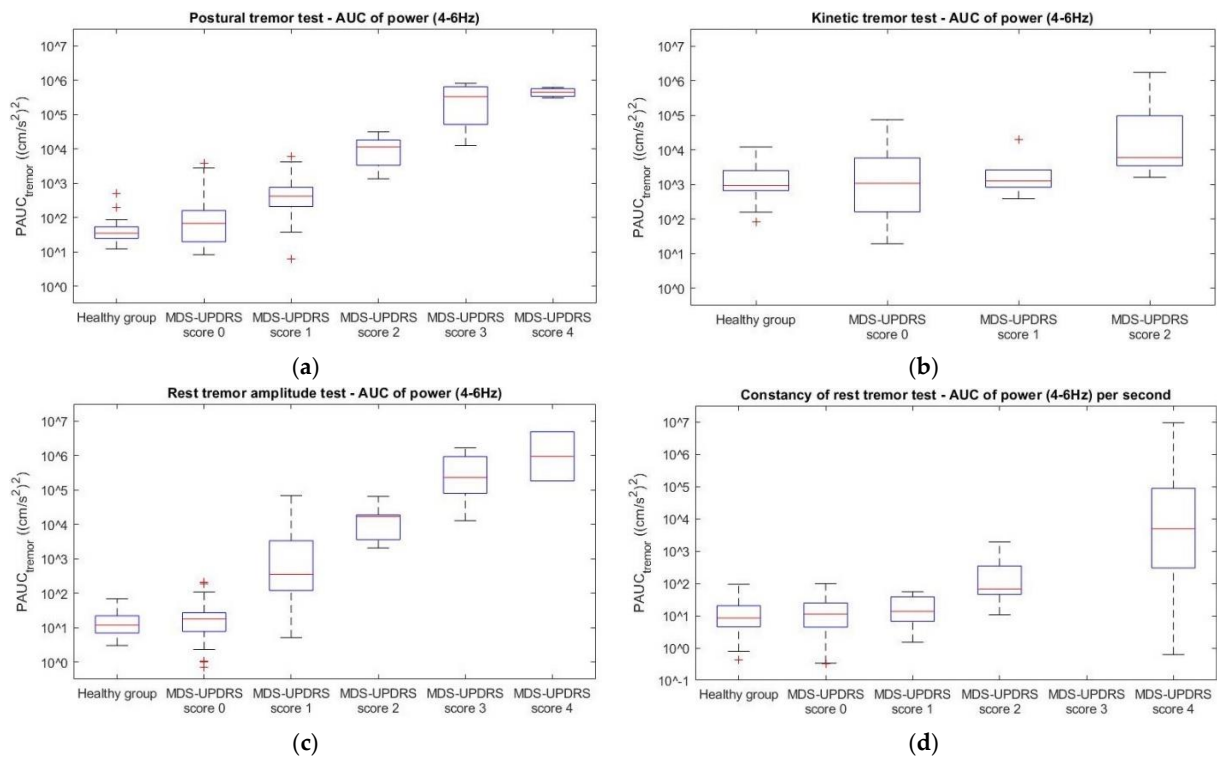 Postural tremor test - AUC of power (4-6Hz)
PAUC_tremor ((cm/s²)²)
10^7
10^6
10^5
10^4
10^3
10^2
10^1
10^0
Healthy group
MDS-UPDRS score 0
MDS-UPDRS score 1
MDS-UPDRS score 2
MDS-UPDRS score 3
MDS-UPDRS score 4
(a)
Kinetic tremor test - AUC of power (4-6Hz)
PAUC_tremor ((cm/s²)²)
10^7
10^6
10^5
10^4
10^3
10^2
10^1
10^0
Healthy group
MDS-UPDRS score 0
MDS-UPDRS score 1
MDS-UPDRS score 2
(b)
Rest tremor amplitude test - AUC of power (4-6Hz)
PAUC_tremor ((cm/s²)²)
10^7
10^6
10^5
10^4
10^3
10^2
10^1
10^0
Healthy group
MDS-UPDRS score 0
MDS-UPDRS score 1
MDS-UPDRS score 2
MDS-UPDRS score 3
MDS-UPDRS score 4
(c)
Constancy of rest tremor test - AUC of power (4-6Hz) per second
PAUC_tremor ((cm/s²)²)
10^7
10^6
10^5
10^4
10^3
10^2
10^1
10^0
10^-1
Healthy group
MDS-UPDRS score 0
MDS-UPDRS score 1
MDS-UPDRS score 2
MDS-UPDRS score 3
MDS-UPDRS score 4
(d)